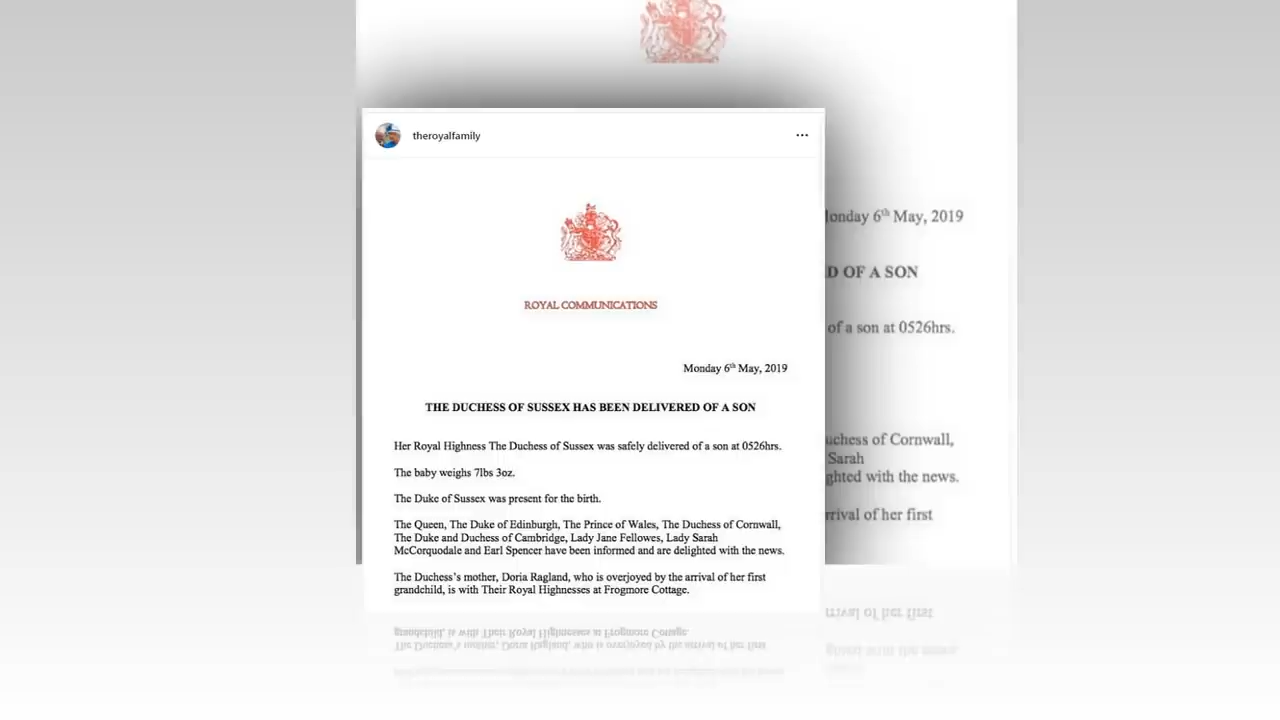 theroyalfamily
ROYAL COMMUNICATIONS
Monday 6th May, 2019
THE DUCHESS OF SUSSEX HAS BEEN DELIVERED OF A SON
Her Royal Highness The Duchess of Sussex was safely delivered of a son at 0526hrs.
The baby weighs 7lbs 3oz.
The Duke of Sussex was present for the birth.
The Queen, The Duke of Edinburgh, The Prince of Wales, The Duchess of Cornwall,
The Duke and Duchess of Cambridge, Lady Jane Fellowes, Lady Sarah
McCorquodale and Earl Spencer have been informed and are delighted with the news.
The Duchess's mother, Doria Ragland, who is overjoyed by the arrival of her first
grandchild, is with Their Royal Highnesses at Frogmore Cottage.
onday 6th May, 2019
D OF A SON
of a son at 0526hrs.
uchess of Cornwall,
Sarah
ghted with the news.
rrival of her first